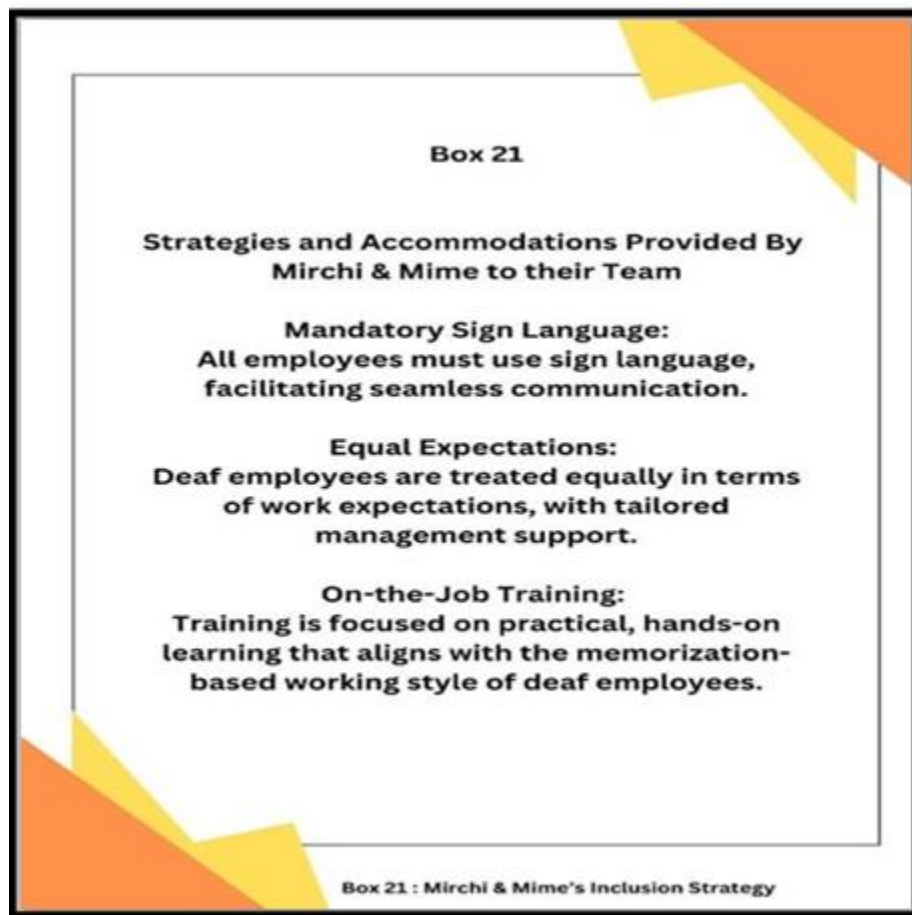 Box 21
Strategies and Accommodations Provided By
Mirchi & Mime to their Team
Mandatory Sign Language:
All employees must use sign language,
facilitating seamless communication.
Equal Expectations:
Deaf employees are treated equally in terms
of work expectations, with tailored
management support.
On-the-Job Training:
Training is focused on practical, hands-on
learning that aligns with the memorization-
based working style of deaf employees.
Box 21 : Mirchi & Mime's Inclusion Strategy